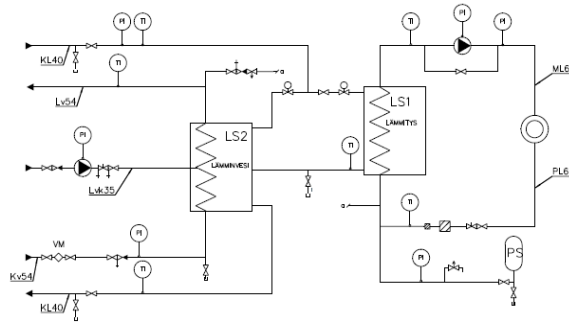 PI TI
KL40
TI
Lv54
LS2
LÄMMINVESI
PI
Lvk35
VM
PI
Kv54
TI
KL40
TI PI PI
ML6
LS1
LÄMMITYS
TI
PL6
TI
PI
PS